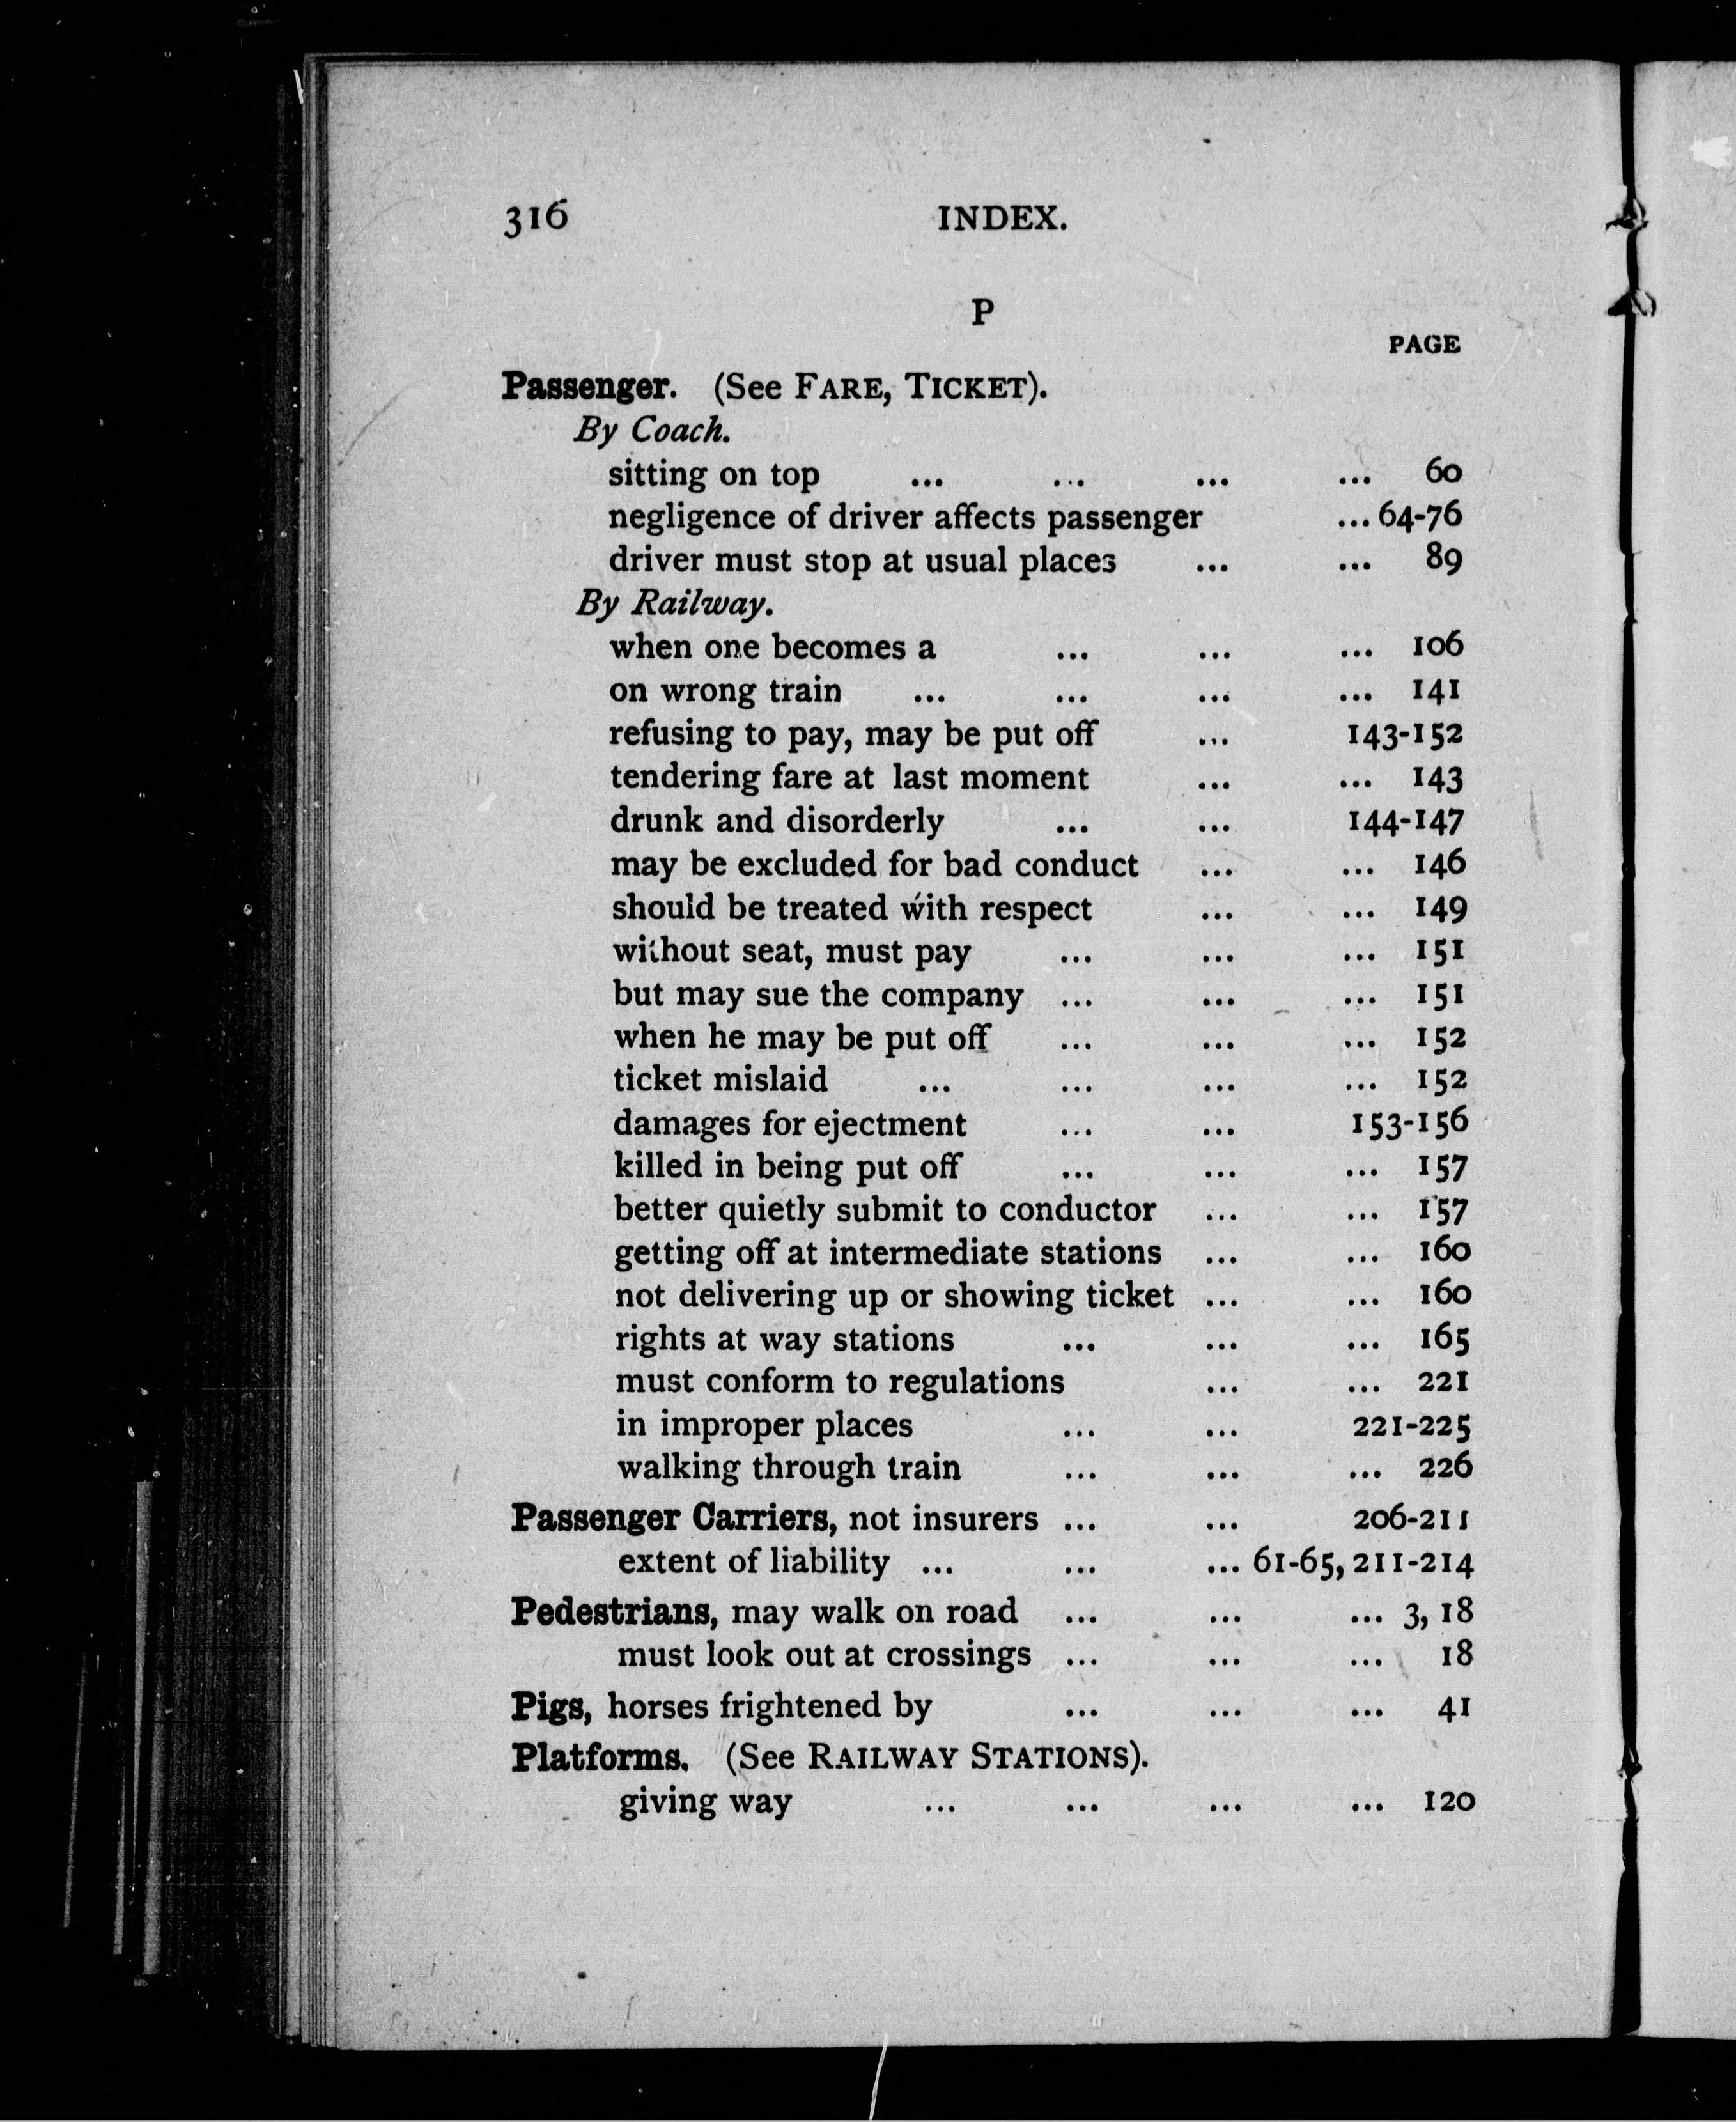 316 INDEX.
P
PAGE
Passenger. (See FARE, TICKET).
By Coach.
sitting on top ... ... ... ... 60
negligence of driver affects passenger ... 64-76
driver must stop at usual places ... ... 89
By Railway.
when one becomes a ... ... ... 106
on wrong train ... ... ... ... 141
refusing to pay, may be put off ... 143-152
tendering fare at last moment ... ... 143
drunk and disorderly ... ... 144-147
may be excluded for bad conduct ... ... 146
should be treated with respect ... ... 149
without seat, must pay ... ... ... 151
but may sue the company ... ... ... 151
when he may be put off ... ... ... 152
ticket mislaid ... ... ... ... 152
damages for ejectment ... ... 153-156
killed in being put off ... ... ... 157
better quietly submit to conductor ... ... 157
getting off at intermediate stations ... ... 160
not delivering up or showing ticket ... ... 160
rights at way stations ... ... ... 165
must conform to regulations ... ... 221
in improper places ... ... 221-225
walking through train ... ... ... 226
Passenger Carriers, not insurers ... ... 206-211
extent of liability ... ... ... 61-65, 211-214
Pedestrians, may walk on road ... ... ... 3, 18
must look out at crossings ... ... ... 18
Pigs, horses frightened by ... ... ... 41
Platforms. (See RAILWAY STATIONS).
giving way ... ... ... ... 120